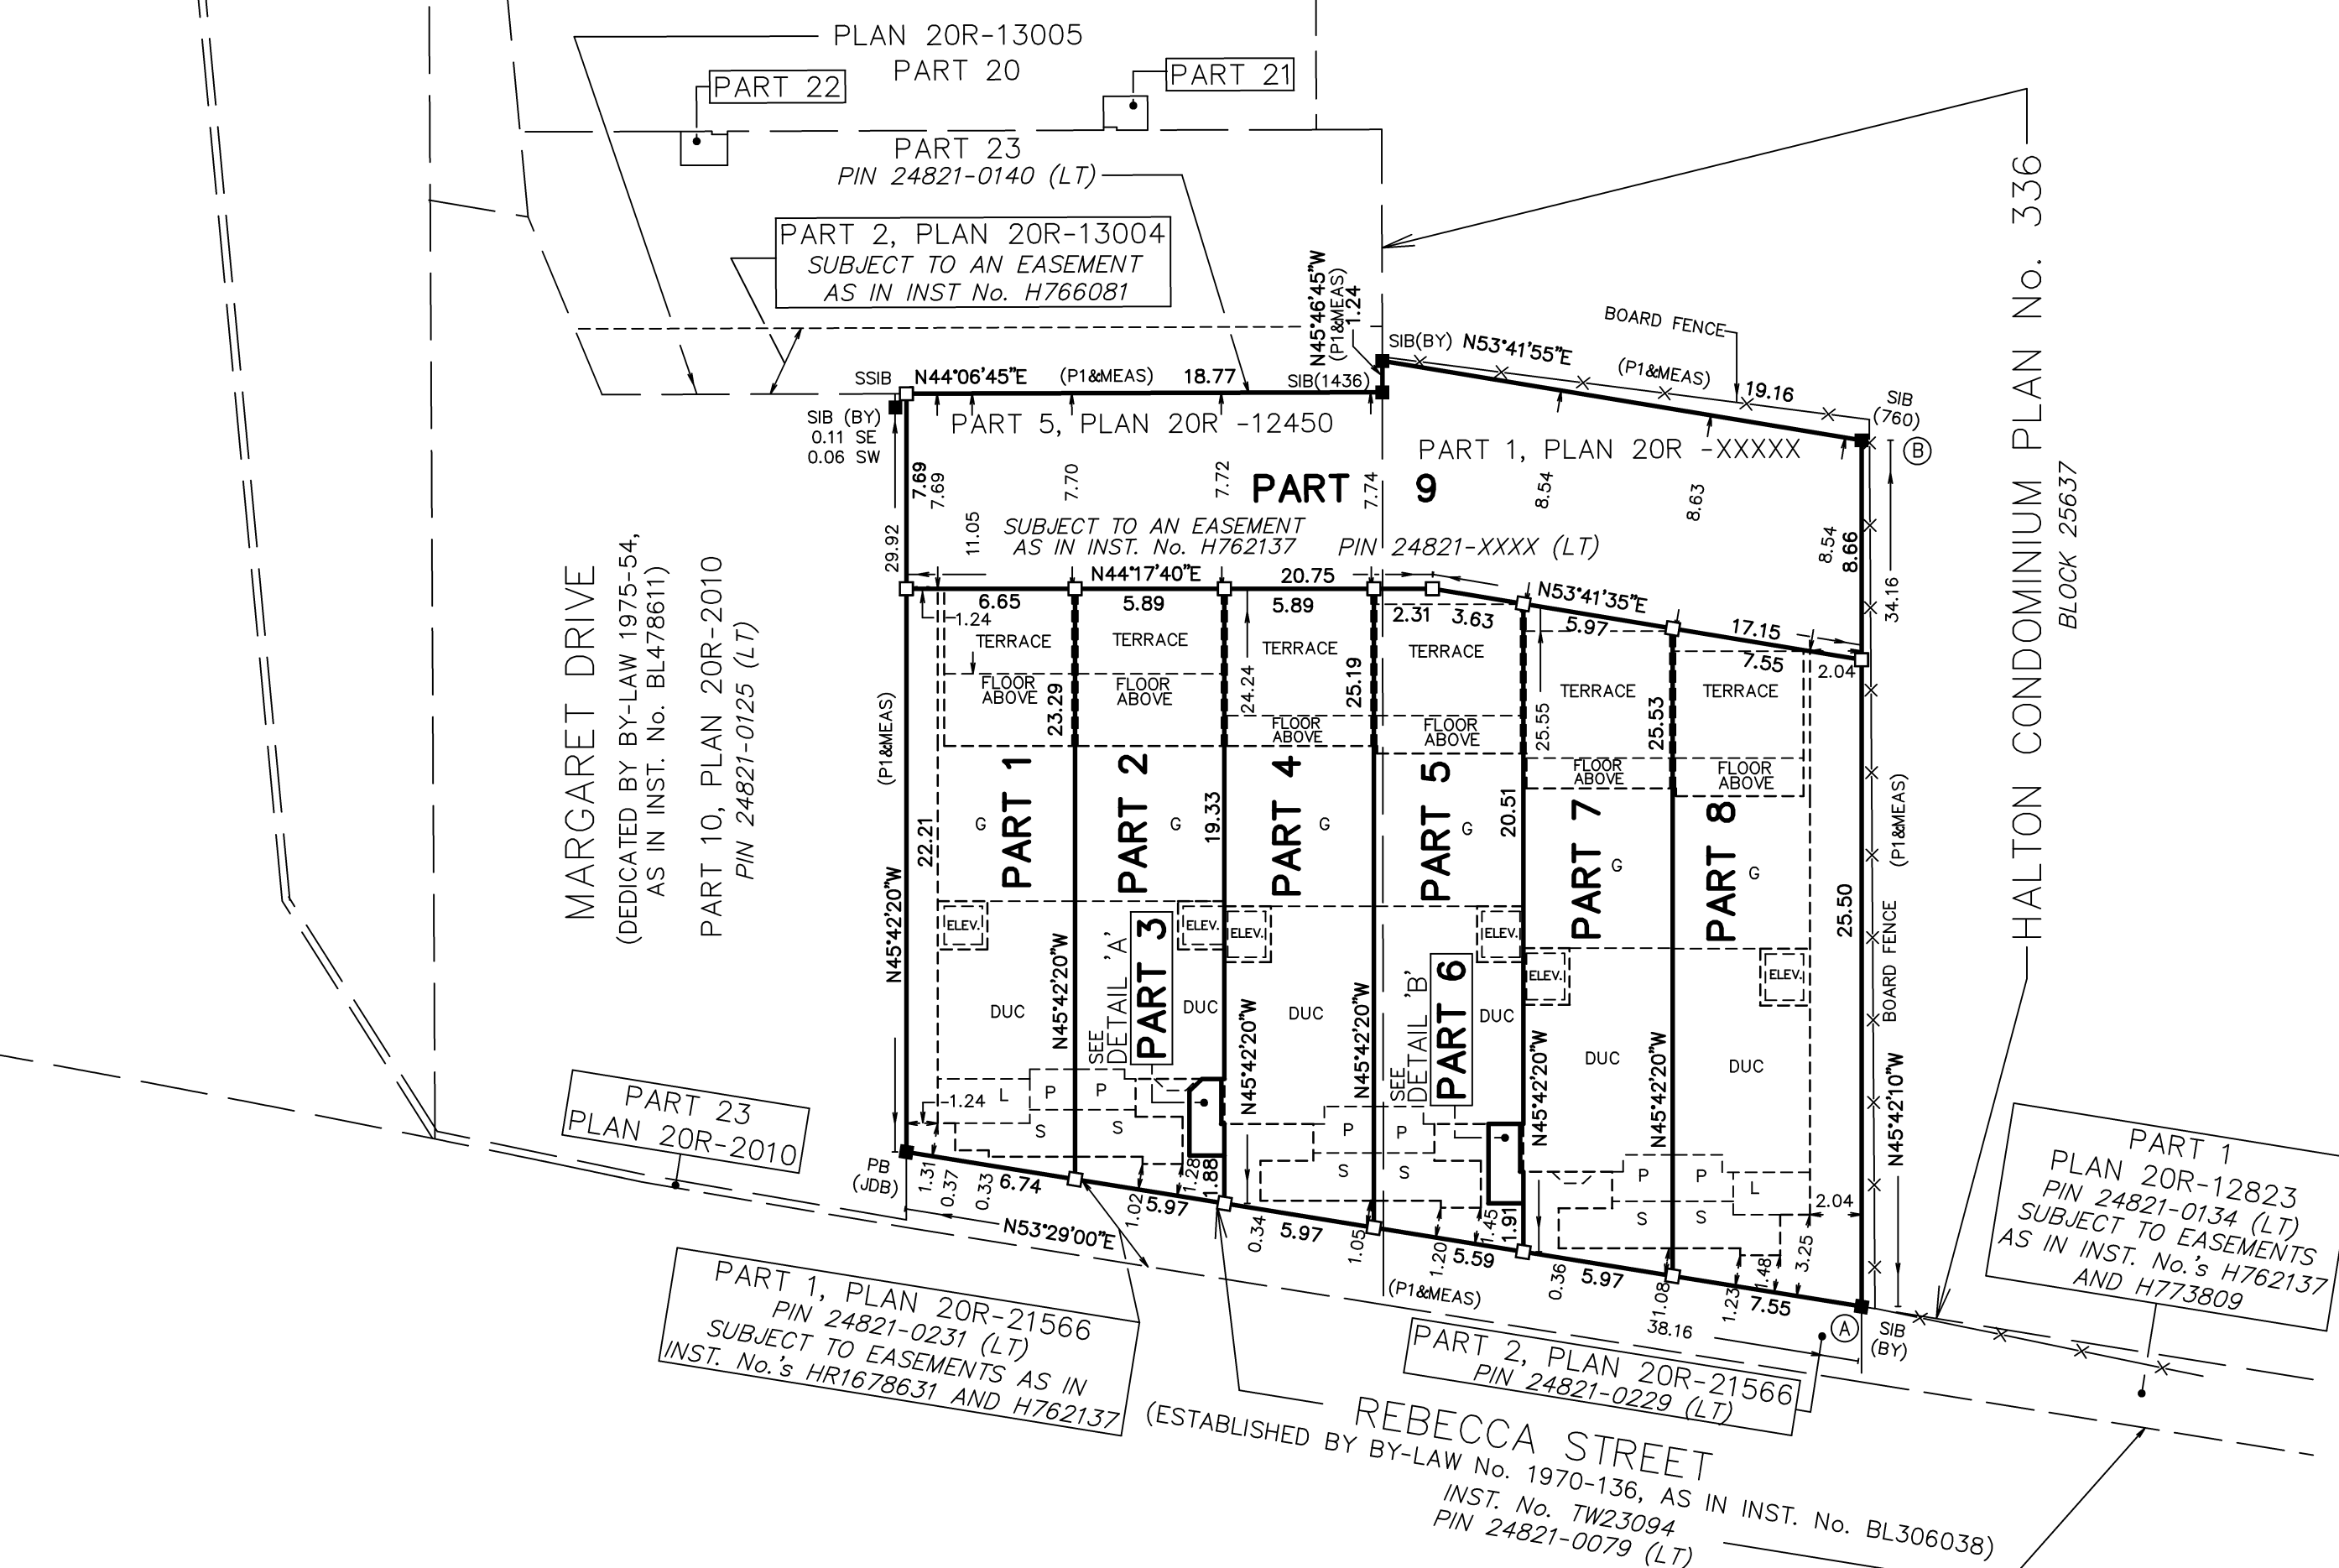 PLAN 20R-13005
PART 20
PART 22
PART 21
PART 23
PIN 24821-0140 (LT)
PART 2, PLAN 20R-13004
SUBJECT TO AN EASEMENT
AS IN INST No. H766081
N45°46'45"W
(P1&MEAS)
1.24
SIB(BY)
N53°41'55"E
(P1&MEAS)
BOARD FENCE
19.16
SIB
(760)
B
SSIB
N44°06'45"E
(P1&MEAS)
18.77
SIB(1436)
SIB (BY)
0.11 SE
0.06 SW
PART 5, PLAN 20R -12450
PART 1, PLAN 20R -XXXXX
PART 9
7.69
7.69
7.70
7.72
7.74
8.54
8.63
8.54
8.66
29.92
11.05
34.16
SUBJECT TO AN EASEMENT
AS IN INST. No. H762137
PIN 24821-XXXX (LT)
N44°17'40"E
20.75
N53°41'35"E
17.15
6.65
5.89
5.89
2.31
3.63
5.97
7.55
2.04
1.24
TERRACE
TERRACE
TERRACE
TERRACE
TERRACE
TERRACE
FLOOR
ABOVE
FLOOR
ABOVE
FLOOR
ABOVE
FLOOR
ABOVE
FLOOR
ABOVE
FLOOR
ABOVE
23.29
24.24
25.19
25.55
25.53
MARGARET DRIVE
(DEDICATED BY BY-LAW 1975-54,
AS IN INST. No. BL478611)
PART 10, PLAN 20R-2010
PIN 24821-0125 (LT)
(P1&MEAS)
N45°42'20"W
22.21
PART 1
PART 2
PART 4
PART 5
PART 7
PART 8
G
G
G
G
G
G
19.33
20.51
25.50
ELEV.
ELEV.
ELEV.
ELEV.
ELEV.
ELEV.
DUC
DUC
DUC
DUC
DUC
DUC
N45°42'20"W
SEE
DETAIL 'A'
PART 3
N45°42'20"W
N45°42'20"W
SEE
DETAIL 'B'
PART 6
N45°42'20"W
N45°42'20"W
BOARD FENCE
(P1&MEAS)
N45°42'10"W
HALTON CONDOMINIUM PLAN No. 336
BLOCK 25637
1.24
L
P
P
S
S
P
P
S
S
P
P
L
S
S
2.04
PART 23
PLAN 20R-2010
PB
(JDB)
1.31
0.37
0.33
6.74
1.02
5.97
1.28
1.88
0.34
5.97
1.05
1.20
5.59
1.45
1.91
0.36
5.97
1.08
1.23
7.55
1.48
3.25
N53°29'00"E
(P1&MEAS)
38.16
A
SIB
(BY)
PART 1
PLAN 20R-12823
PIN 24821-0134 (LT)
SUBJECT TO EASEMENTS
AS IN INST. No.'s H762137
AND H773809
PART 1, PLAN 20R-21566
PIN 24821-0231 (LT)
SUBJECT TO EASEMENTS AS IN
INST. No.'s HR1678631 AND H762137
PART 2, PLAN 20R-21566
PIN 24821-0229 (LT)
REBECCA STREET
(ESTABLISHED BY BY-LAW No. 1970-136, AS IN INST. No. BL306038)
INST. No. TW23094
PIN 24821-0079 (LT)